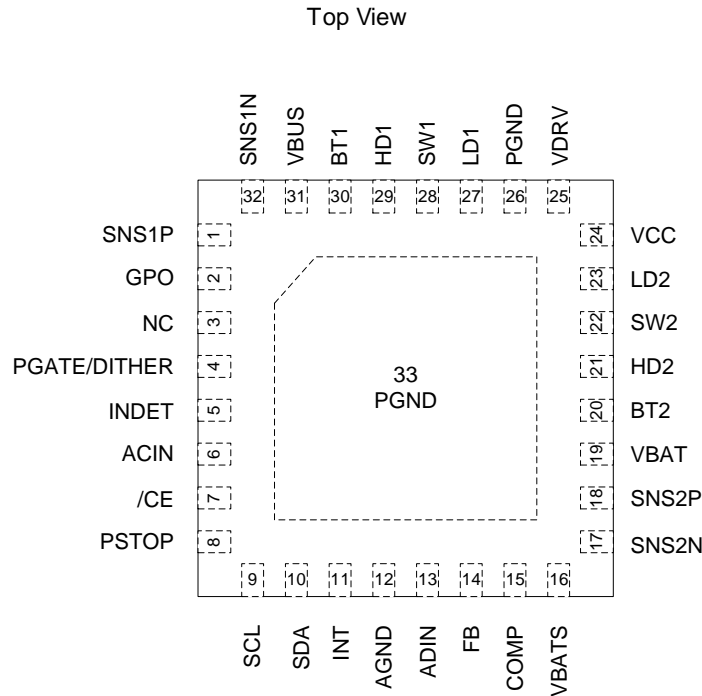 Top View
SNS1N
VBUS
BT1
HD1
SW1
LD1
PGND
VDRV
32
31
30
29
28
27
26
25
SNS1P
1
GPO
2
NC
3
PGATE/DITHER
4
INDET
5
ACIN
6
/CE
7
PSTOP
8
33
PGND
24
VCC
23
LD2
22
SW2
21
HD2
20
BT2
19
VBAT
18
SNS2P
17
SNS2N
9
10
11
12
13
14
15
16
SCL
SDA
INT
AGND
ADIN
FB
COMP
VBATS